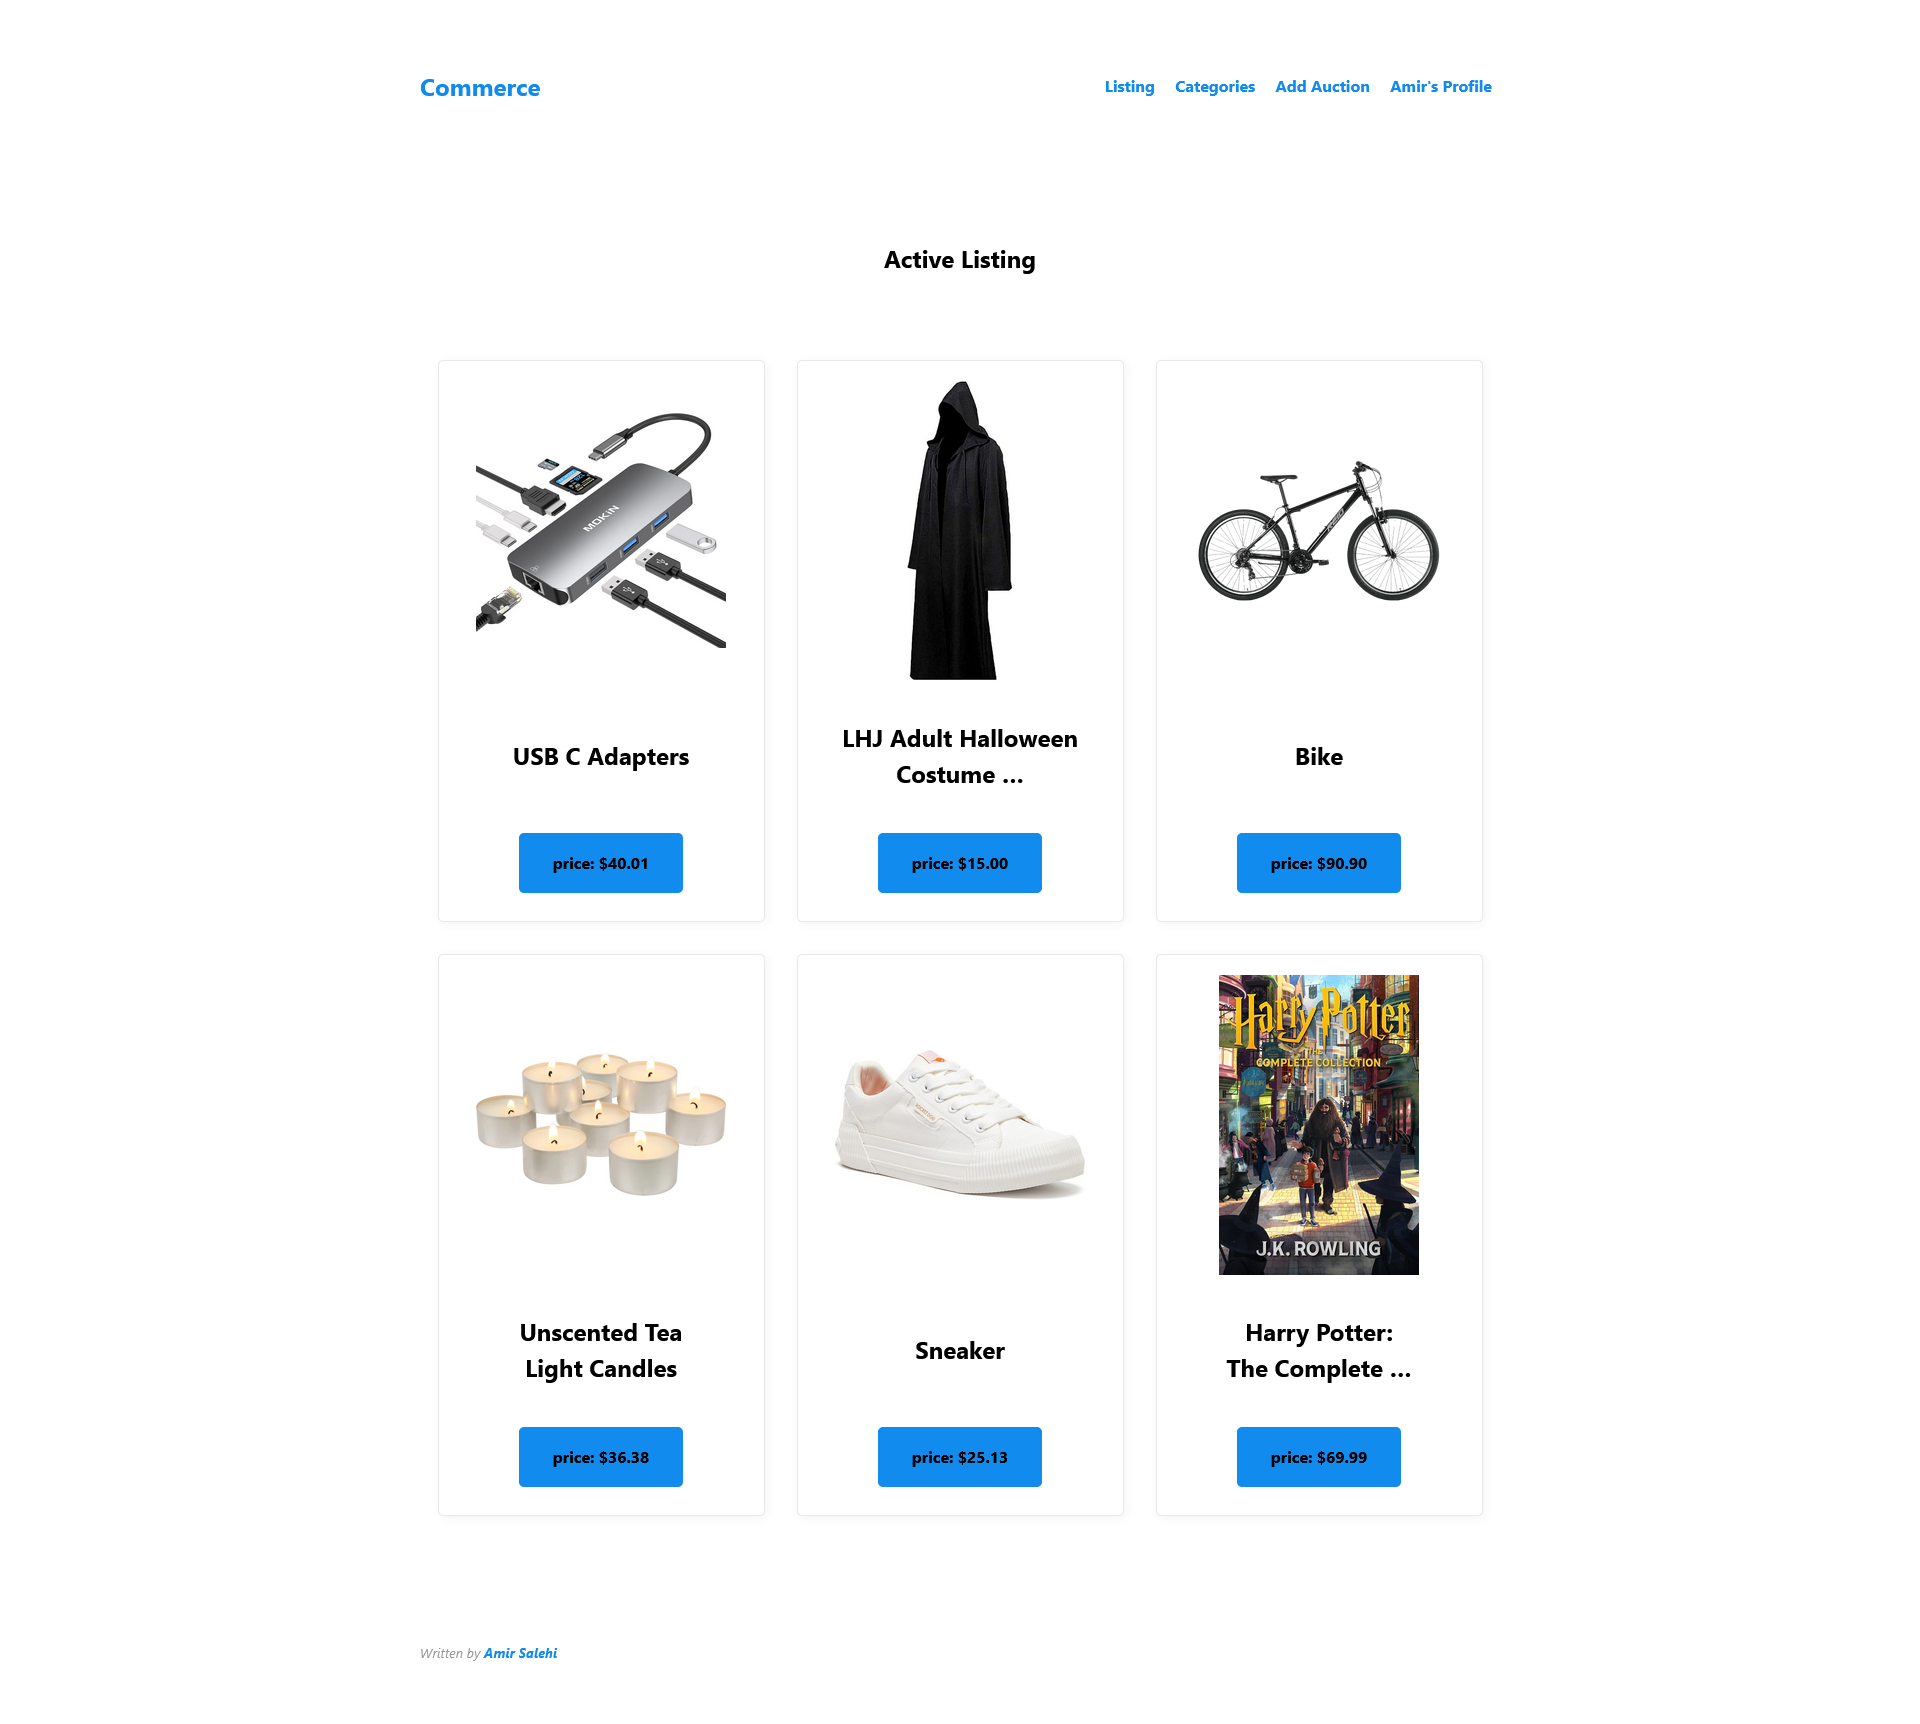 Commerce
Listing Categories Add Auction Amir's Profile
Active Listing
MOKiN
USB C Adapters
LHJ Adult Halloween
Costume ...
REID
Bike
price: $40.01
price: $15.00
price: $90.90
Harry Potter
COMPLETE COLLECTION
J.K. ROWLING
Unscented Tea
Light Candles
Sneaker
Harry Potter:
The Complete ...
price: $36.38
price: $25.13
price: $69.99
Written by Amir Salehi